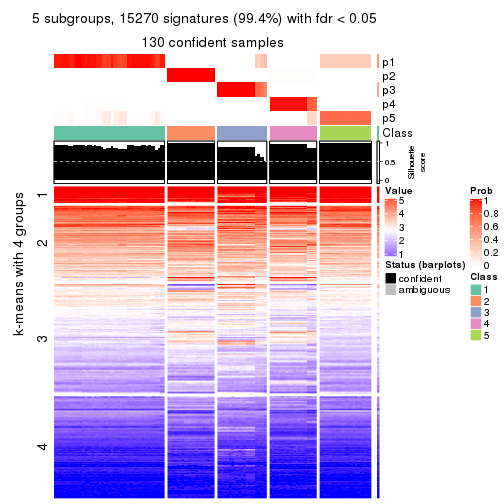 5 subgroups, 15270 signatures (99.4%) with fdr < 0.05
130 confident samples
p1
p2
p3
p4
p5
Class
1
0.5
0
Silhouette
score
k-means with 4 groups
1
2
3
4
Value
5
4
3
2
1
Status (barplots)
confident
ambiguous
Prob
1
0.8
0.6
0.4
0.2
0
Class
1
2
3
4
5